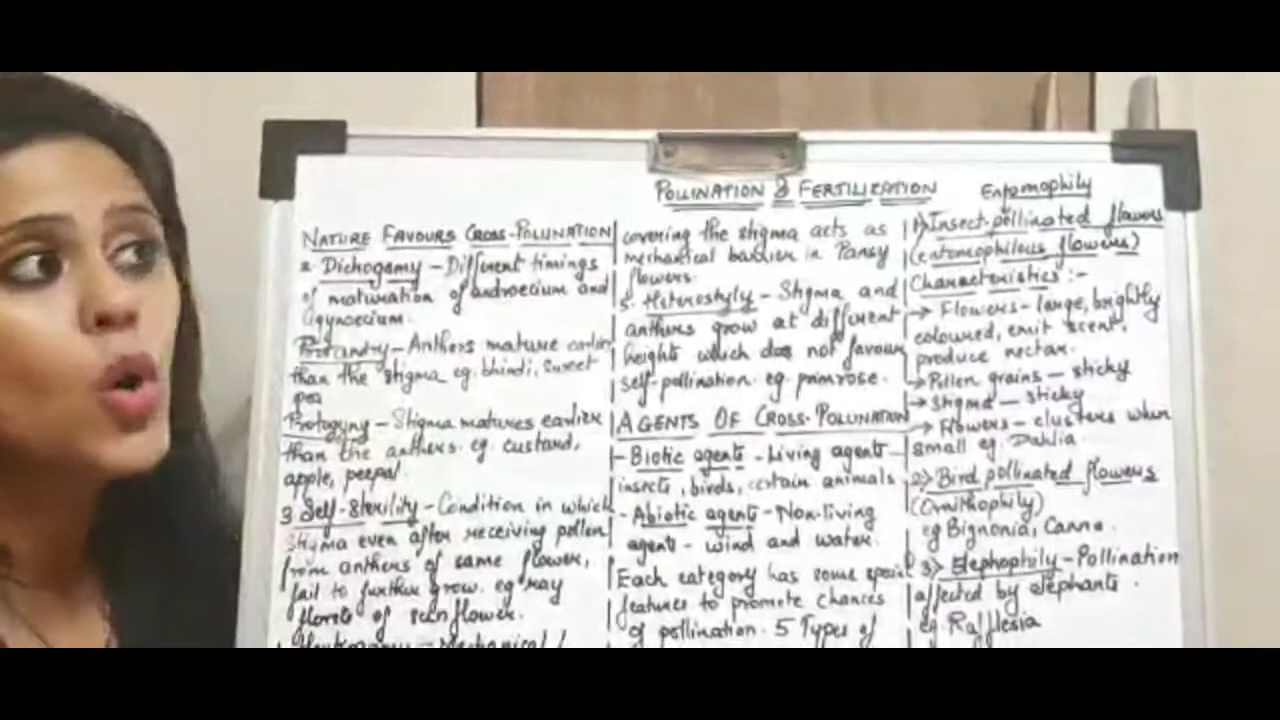 POLLINATION & FERTILIZATION
NATURE FAVOURS CROSS-POLLINATION
2. Dichogamy – Different timings
of maturation of androecium and
gynoecium.
Protandry – Anthers mature earlier
than the stigma eg. bhindi, sweet
pea
Protogyny – Stigma matures earlier
than the anthers. eg. custard,
apple, peepal.
3 Self-Sterility – Condition in which
stigma even after receiving pollen
from anthers of same flower,
fail to further grow. eg ray
florets of sunflower.
Mechanical /
covering the stigma acts as
mechanical barrier in Pansy
flowers.
5. Heterostyly – Stigma and
anthers grow at different
heights which does not favour
self-pollination. eg. primrose.
AGENTS OF CROSS-POLLINATION
- Biotic agents - Living agent -
insects, birds, certain animals
- Abiotic agents - Non-living
agent - wind and water.
Each category has some special
features to promote chances
of pollination. 5 Types of
Entomophily
1) Insect-pollinated flowers
(entomophilous flowers)
Characteristics :-
→ Flowers – large, brightly
coloured, emit scent,
produce nectar.
→ Pollen grains – sticky
→ Stigma – sticky
→ Flowers – clusters when
small eg. Dahlia
2) Bird pollinated flowers
(Ornithophily)
eg Bignonia, Canna.
3) Elephophily – Pollination
affected by elephants.
eg. Rafflesia